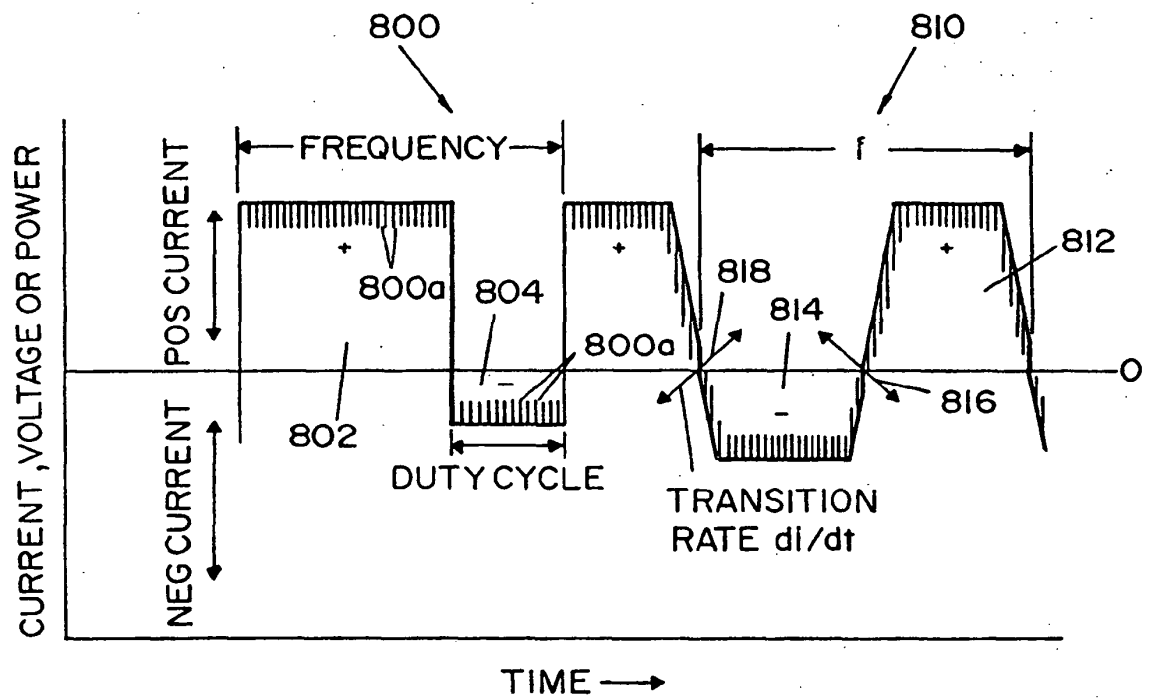 800
810
FREQUENCY
f
CURRENT, VOLTAGE OR POWER
POS CURRENT
NEG CURRENT
+
+
+
800a
804
818
814
812
800a
–
O
802
–
816
DUTY CYCLE
TRANSITION
RATE di/dt
TIME